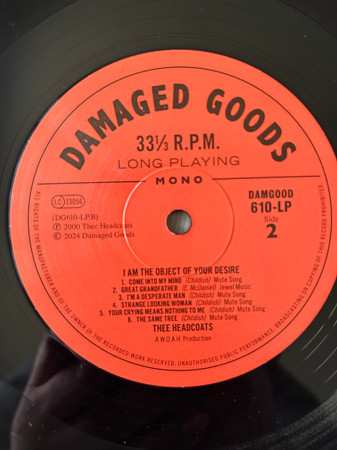 DAMAGED GOODS
33⅓ R.P.M.
LONG PLAYING
MONO
LC 13056
(DG610-LP.B)
℗ 2000 Thee Headcoats
© 2024 Damaged Goods
DAMGOOD
610-LP
Side
2
I AM THE OBJECT OF YOUR DESIRE
1. COME INTO MY MIND (Childish) Mute Song
2. GREAT GRANDFATHER (E. McDaniel) Jewel Music
3. I'M A DESPERATE MAN (Childish) Mute Song
4. STRANGE LOOKING WOMAN (Childish) Mute Song
5. YOUR CRYING MEANS NOTHING TO ME (Childish) Mute Song
6. THE SAME TREE (Childish) Mute Song
THEE HEADCOATS
A W.O.A.H Production
ALL RIGHTS OF THE MANUFACTURER AND OF THE OWNER OF THE RECORDED WORK RESERVED. UNAUTHORISED PUBLIC PERFORMANCE, BROADCASTING OR COPYING OF THIS RECORD PROHIBITED.